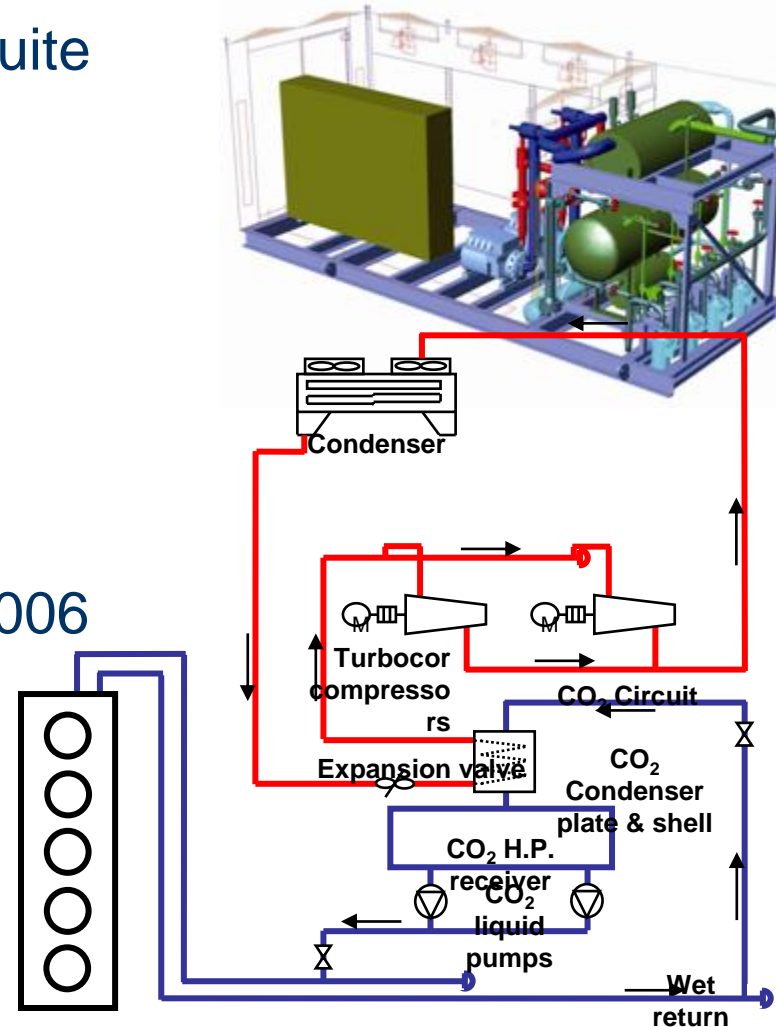 uite
Condenser
006
M
M
Turbocor
compresso
rs
CO₂ Circuit
Expansion valve
CO₂
Condenser
plate & shell
CO₂ H.P.
receiver
CO₂
liquid
pumps
Wet
return